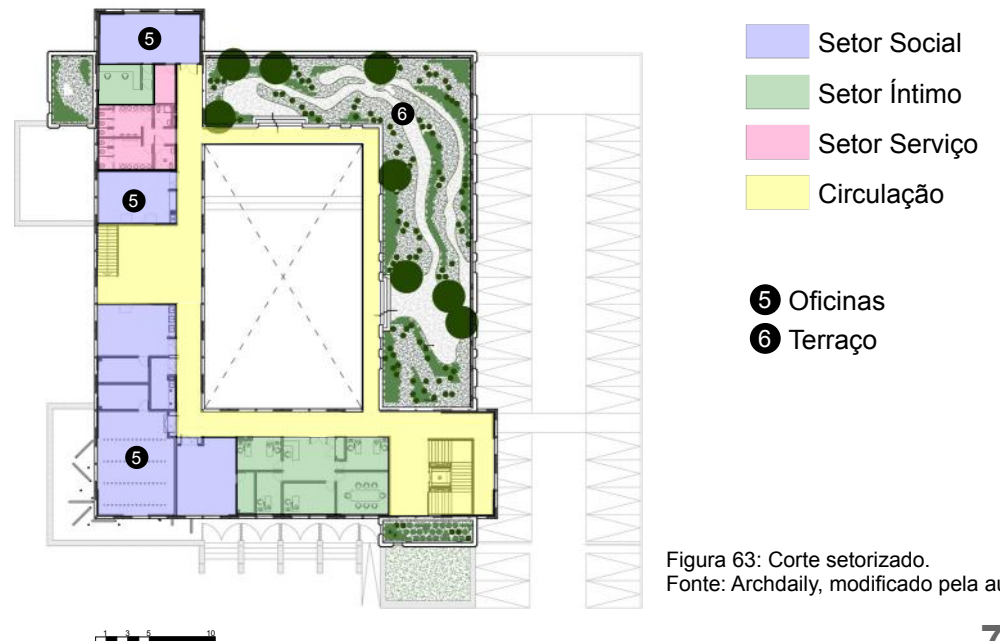 5
6
5
5
Setor Social
Setor Íntimo
Setor Serviço
Circulação
5 Oficinas
6 Terraço
Figura 63: Corte setorizado.
Fonte: Archdaily, modificado pela
1 3 5 10
7